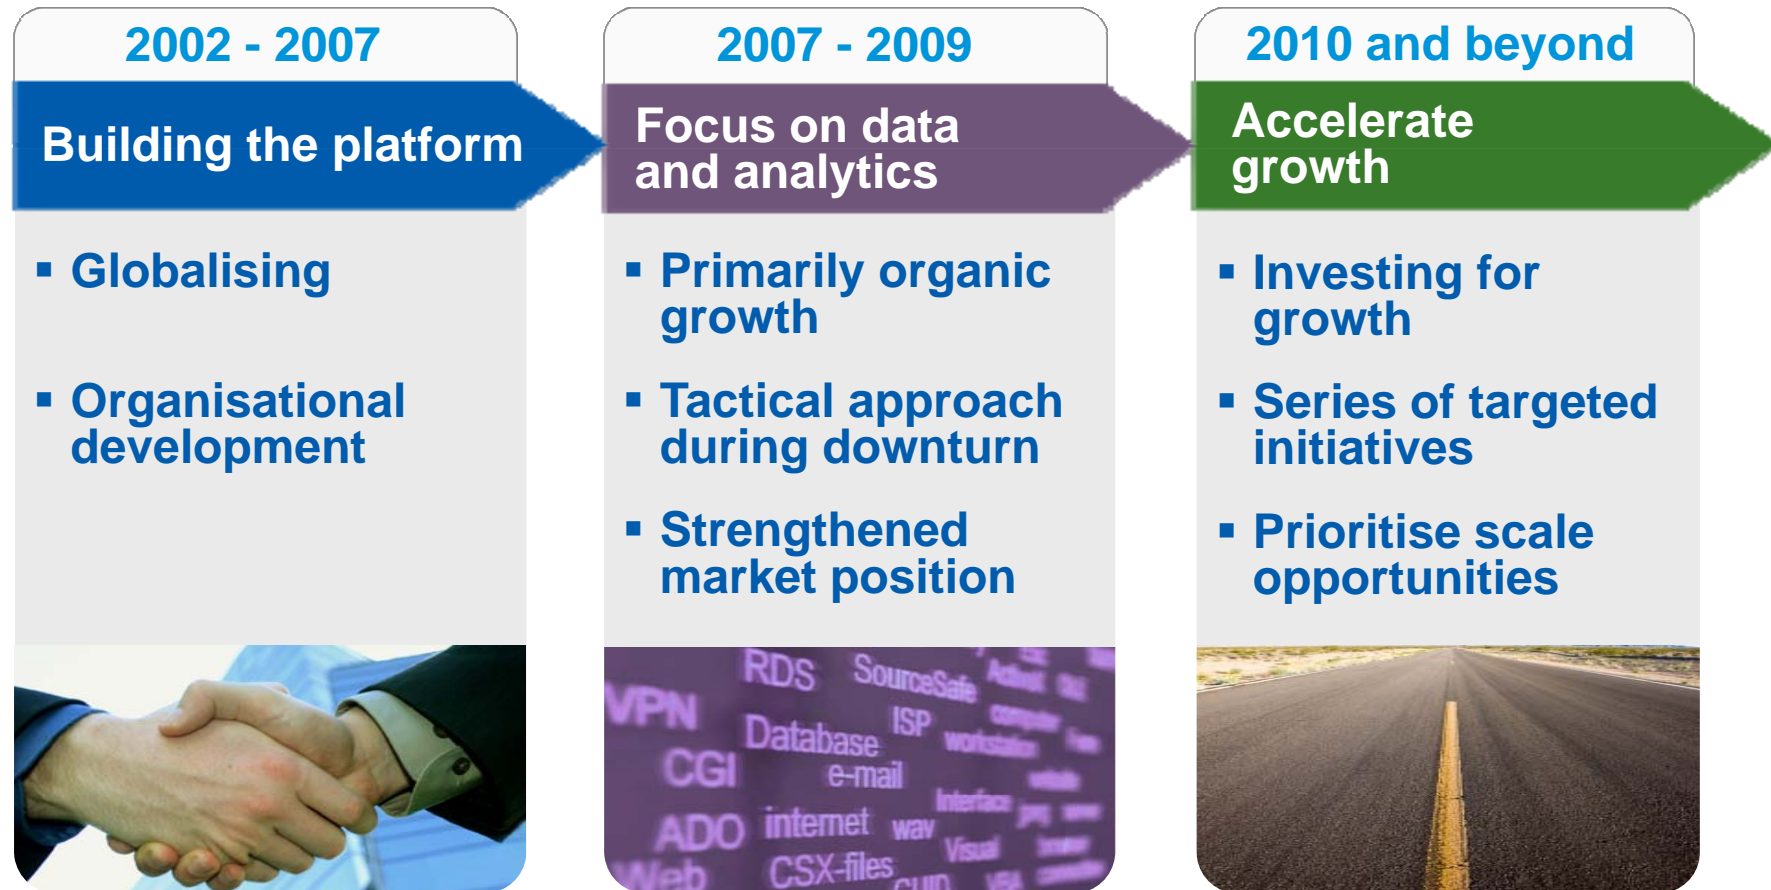 2002 - 2007
Building the platform
▪ Globalising
▪ Organisational
development
2007 - 2009
Focus on data
and analytics
▪ Primarily organic
growth
▪ Tactical approach
during downturn
▪ Strengthened
market position
RDS SourceSafe
VPN
ISP
Database
workstation
CGI
e-mail
Interface
ADO internet wav
Visual
Web
CSX-files
2010 and beyond
Accelerate
growth
▪ Investing for
growth
▪ Series of targeted
initiatives
▪ Prioritise scale
opportunities